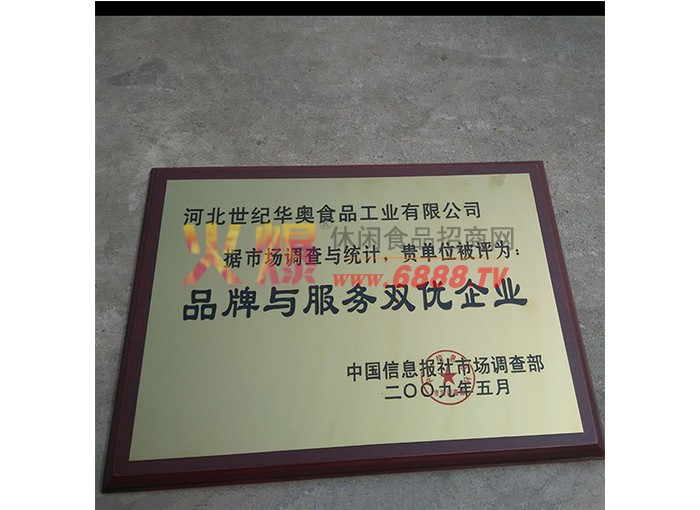 河北世纪华奥食品工业有限公司
火爆®休闲食品招商网
据市场调查与统计，贵单位被评为：
www.6888.TV
品牌与服务双优企业
中国信息报社市场调查部
二〇〇九年五月